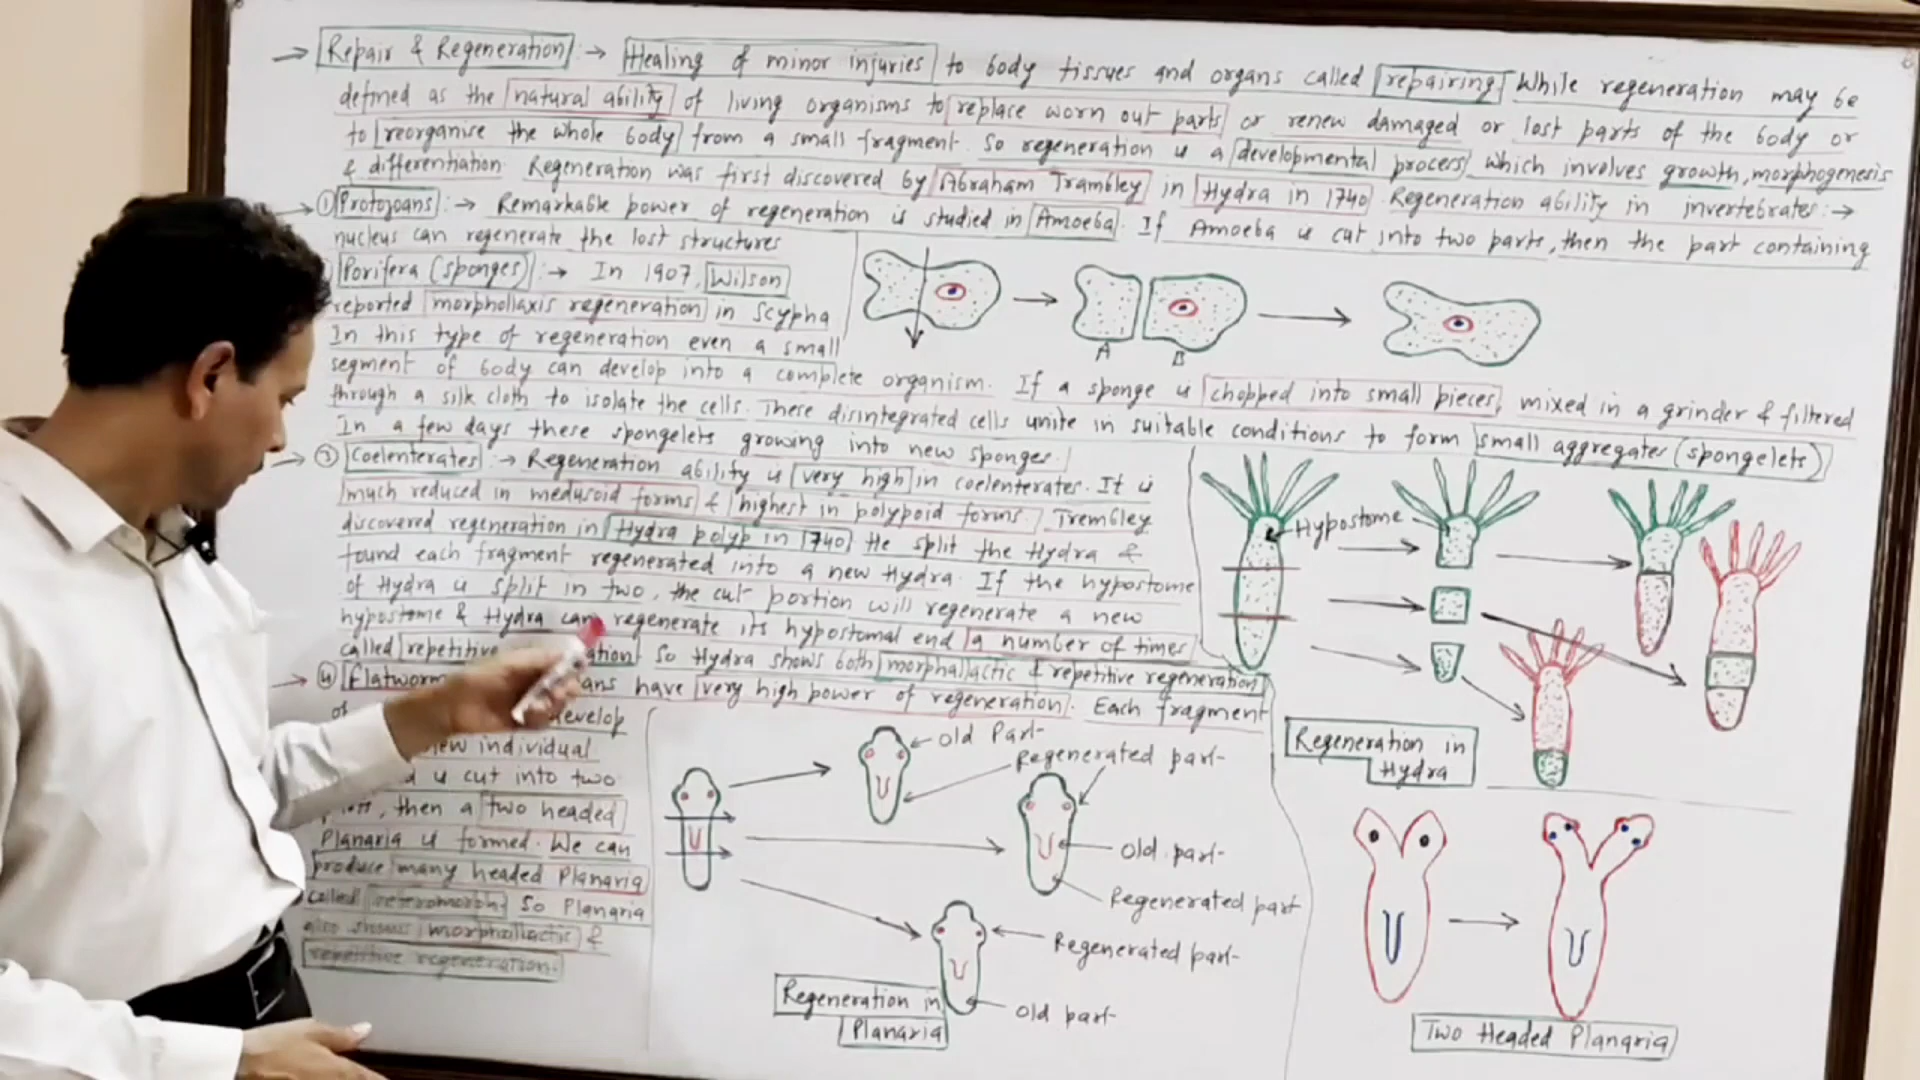 → Repair & Regeneration :→ Healing of minor injuries to body tissues and organs called repairing While regeneration may be
defined as the natural ability of living organisms to replace worn out parts or renew damaged or lost parts of the body or
to reorganise the whole body from a small fragment. So regeneration is a developmental process which involves growth, morphogenesis
& differentiation. Regeneration was first discovered by Abraham Trambley in Hydra in 1740. Regeneration ability in invertebrates :→
→ ① Protozoans :→ Remarkable power of regeneration is studied in Amoeba. If Amoeba is cut into two parts, then the part containing
nucleus can regenerate the lost structures
Porifera (sponges) :→ In 1907, Wilson
reported morphollaxis regeneration in Scypha
In this type of regeneration even a small
segment of body can develop into a complete organism. If a sponge is chopped into small pieces, mixed in a grinder & filtered
through a silk cloth to isolate the cells. These disintegrated cells unite in suitable conditions to form small aggregates (spongelets)
In a few days these spongelets growing into new sponges.
A B
→ ③ Coelenterates :→ Regeneration ability is very high in coelenterates. It is
much reduced in medusoid forms & highest in polypoid forms. Trembley
discovered regeneration in Hydra polyp in 1740. He split the Hydra &
found each fragment regenerated into a new Hydra. If the hypostome
of Hydra is split in two, the cut portion will regenerate a new
hypostome & Hydra can regenerate its hypostomal end a number of times
called repetitive ation So Hydra shows both morphallactic & repetitive regeneration
Hypostome
Regeneration in
Hydra
→ ④ Flatworm ans have very high power of regeneration. Each fragment
of develop
new individual
is cut into two
then a two headed
Planaria is formed. We can
produce many headed Planaria
called heteromorph. So Planaria
also shows morphollactic &
repetitive regeneration.
Old Part
Regenerated part
Old part
Regenerated part
Regenerated part
Old part
Regeneration in
Planaria
Two Headed Planaria